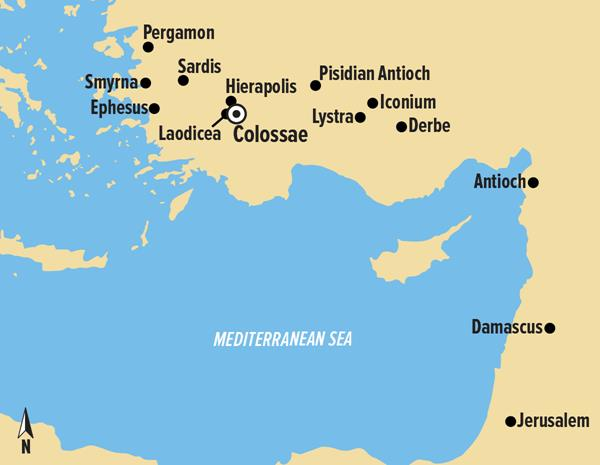 Pergamon
Sardis
Smyrna
Hierapolis
Pisidian Antioch
Ephesus
Iconium
Lystra
Derbe
Laodicea
Colossae
Antioch
Damascus
MEDITERRANEAN SEA
Jerusalem
N